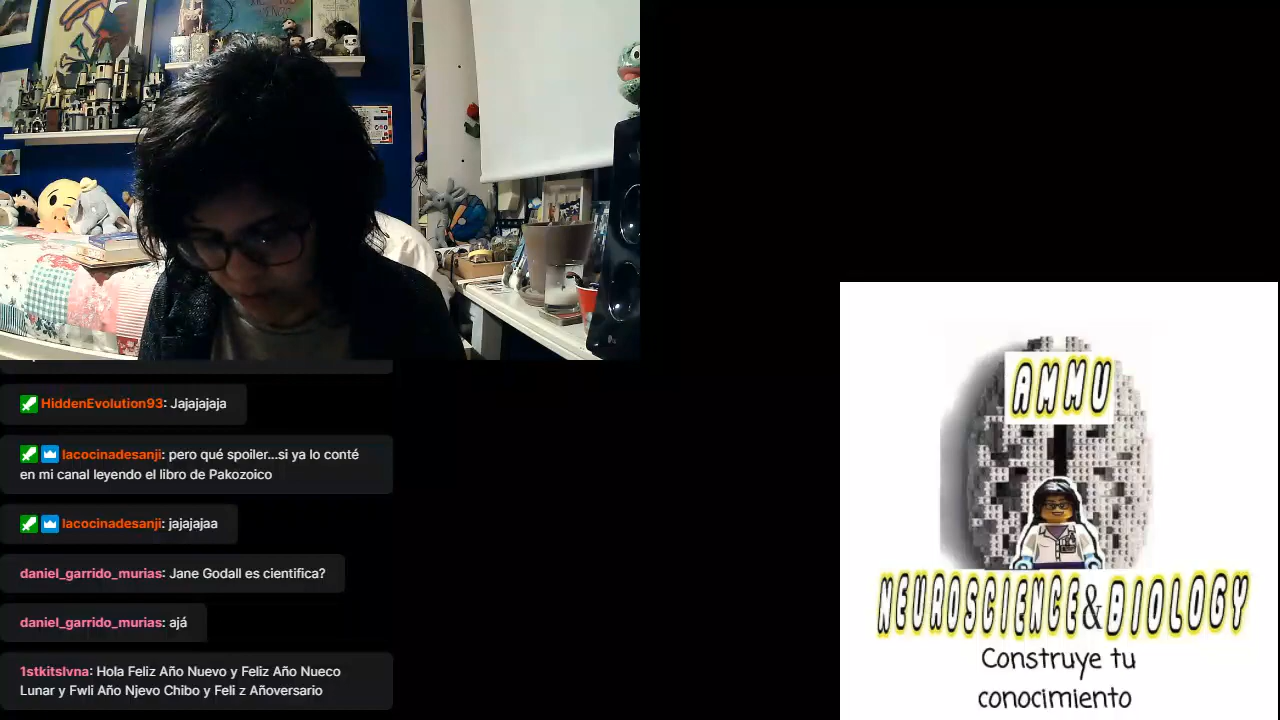 HiddenEvolution93: Jajajajaja
lacocinadesanji: pero qué spoiler...si ya lo conté
en mi canal leyendo el libro de Pakozoico
lacocinadesanji: jajajajaa
daniel_garrido_murias: Jane Godall es cientifica?
daniel_garrido_murias: ajá
1stkitslvna: Hola Feliz Año Nuevo y Feliz Año Nueco
Lunar y Fwli Año Njevo Chibo y Feli z Añoversario
AMMU
NEUROSCIENCE&BIOLOGY
Construye tu
conocimiento